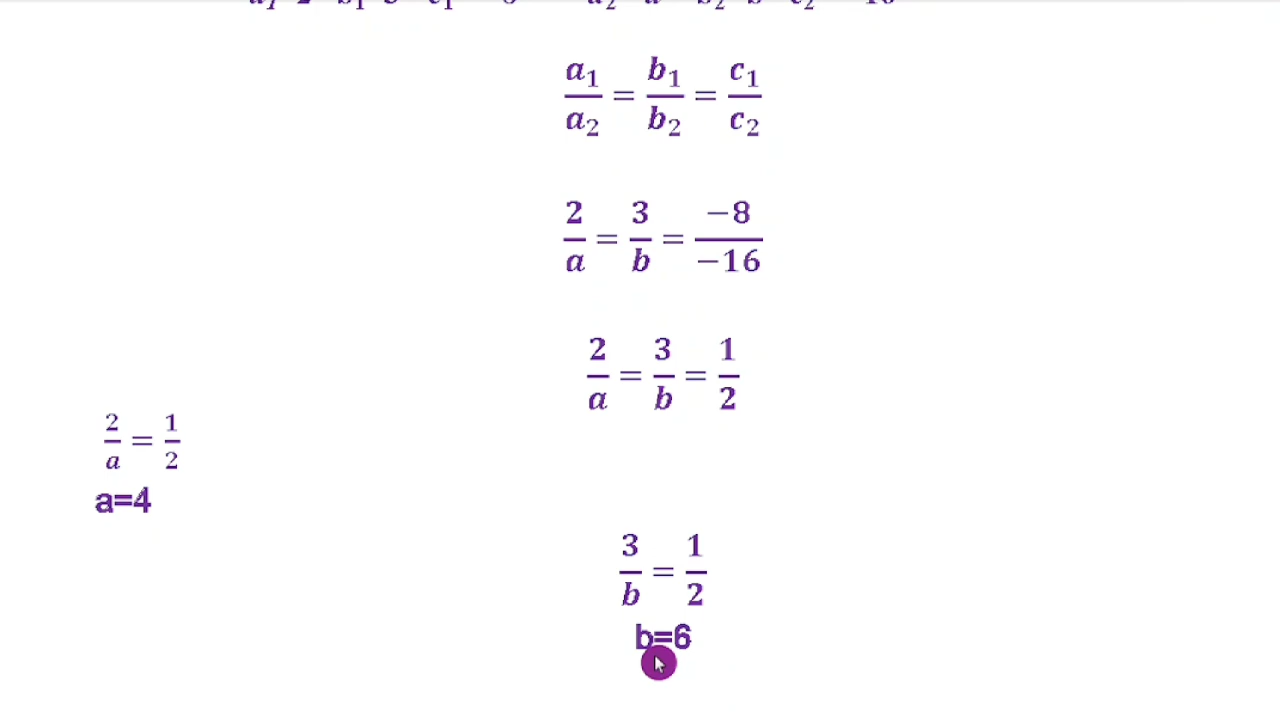 a₁/a₂ = b₁/b₂ = c₁/c₂
2/a = 3/b = −8/−16
2/a = 3/b = 1/2
2/a = 1/2
a=4
3/b = 1/2
b=6